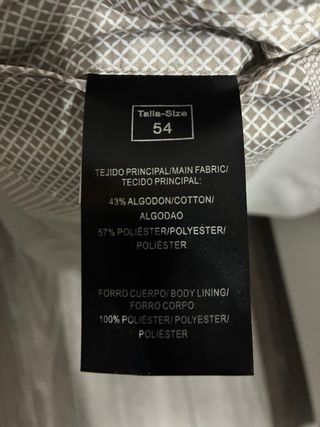 Talla-Size
54
TEJIDO PRINCIPAL/MAIN FABRIC/
TECIDO PRINCIPAL:
43% ALGODON/COTTON/
ALGODAO
57% POLIÉSTER/POLYESTER/
POLIÉSTER
FORRO CUERPO/ BODY LINING/
FORRO CORPO:
100% POLIÉSTER/ POLYESTER/
POLIÉSTER